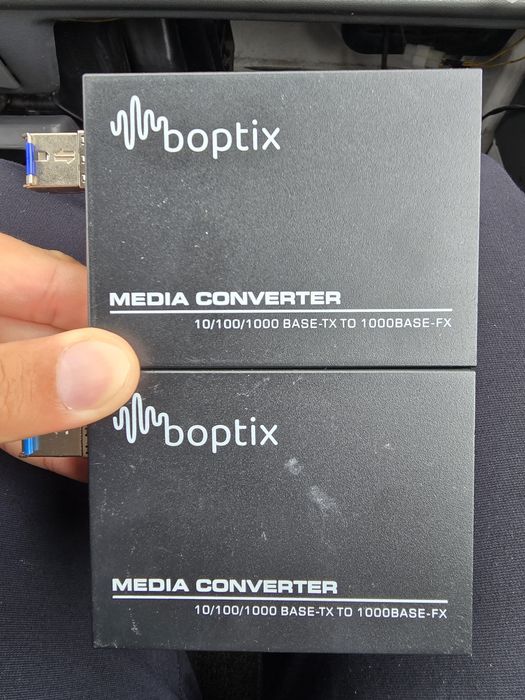 boptix
MEDIA CONVERTER
10/100/1000 BASE-TX TO 1000BASE-FX
boptix
MEDIA CONVERTER
10/100/1000 BASE-TX TO 1000BASE-FX